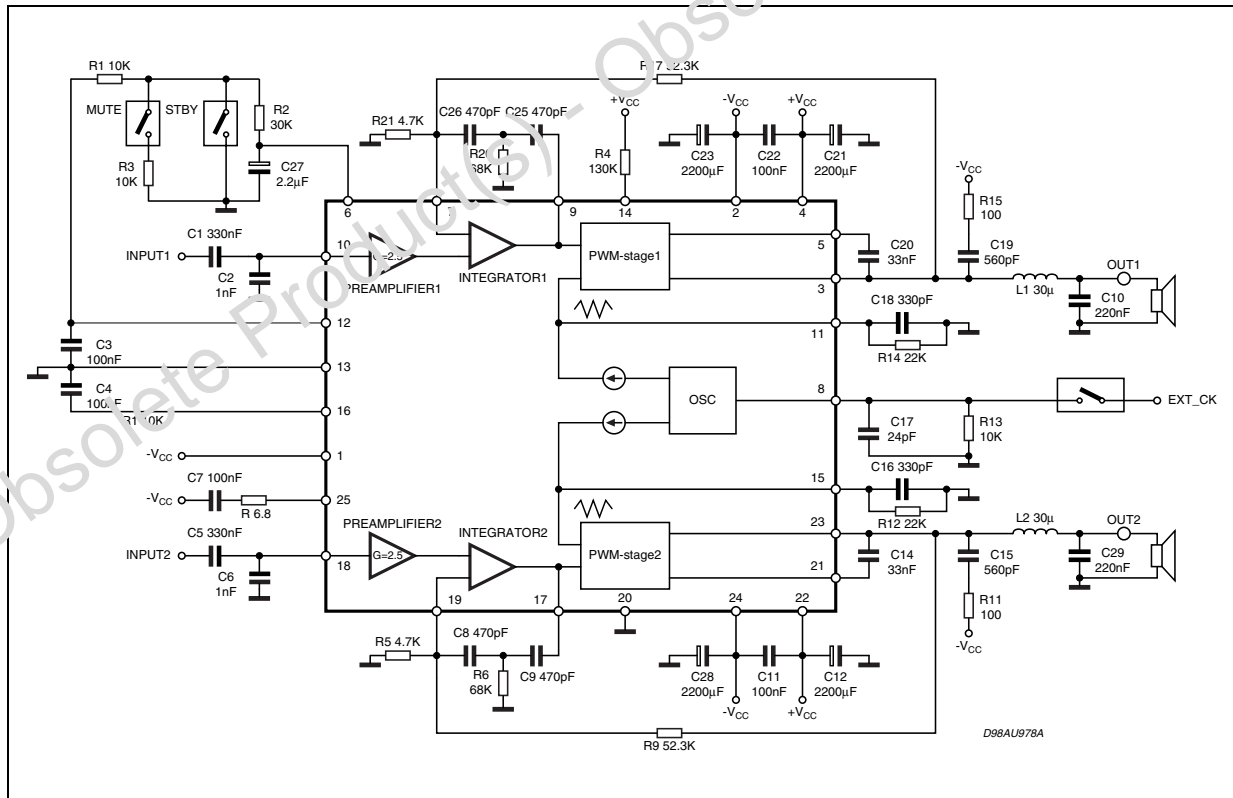 R1 10K
MUTE
STBY
R2
30K
R3
10K
C27
2.2µF
R21 4.7K
C26 470pF
C25 470pF
68K
52.3K
+VCC
R4
130K
-VCC
+VCC
C23
2200µF
C22
100nF
C21
2200µF
-VCC
R15
100
C19
560pF
C20
33nF
6
9
14
2
4
C1 330nF
INPUT1
C2
1nF
10
G=2.5
PREAMPLIFIER1
INTEGRATOR1
PWM-stage1
5
3
L1 30µ
OUT1
C10
220nF
C18 330pF
11
R14 22K
12
C3
100nF
13
C4
16
OSC
8
EXT_CK
C17
24pF
R13
10K
-VCC
1
C7 100nF
-VCC
R 6.8
25
C16 330pF
15
R12 22K
C5 330nF
INPUT2
C6
1nF
18
PREAMPLIFIER2
G=2.5
INTEGRATOR2
PWM-stage2
23
21
C14
33nF
L2 30µ
OUT2
C15
560pF
C29
220nF
R11
100
-VCC
19
17
20
24
22
R5 4.7K
C8 470pF
R6
68K
C9 470pF
C28
2200µF
C11
100nF
C12
2200µF
-VCC
+VCC
R9 52.3K
D98AU978A
Obsolete Product(s) - Obso